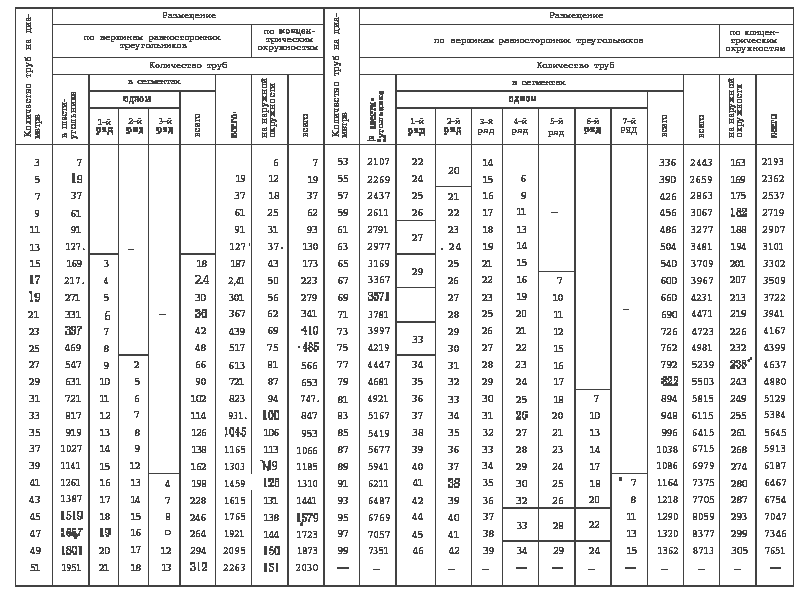 Количество труб на диаметре
Размещение
по вершинам равносторонних треугольников
по концентрическим окружностям
Количество труб
в шестиугольнике
в сегментах
одном
1-й ряд 2-й ряд 3-й ряд
всего
всего
на наружной окружности
всего
Количество труб на диаметре
Размещение
по вершинам равносторонних треугольников
по концентрическим окружностям
Количество труб
в шестиугольнике
в сегментах
одном
1-й ряд 2-й ряд 3-й ряд 4-й ряд 5-й ряд 6-й ряд 7-й ряд
всего
всего
на наружной окружности
всего
3 7 6 7 53 2107 22 20 14 336 2443 163 2193
5 19 19 12 19 55 2269 24 15 6 390 2659 169 2362
7 37 37 18 37 57 2437 25 21 16 9 426 2863 175 2537
9 61 61 25 62 59 2611 26 22 17 11 – 456 3067 182 2719
11 91 91 31 93 61 2791 27 23 18 13 486 3277 188 2907
13 127 – 127 37 130 63 2977 24 19 14 504 3481 194 3101
15 169 3 18 187 43 173 65 3169 29 25 21 15 540 3709 201 3302
17 217 4 24 241 50 223 67 3367 26 22 16 7 600 3967 207 3509
19 271 5 30 301 56 279 69 3571 27 23 19 10 660 4231 213 3722
21 331 6 – 36 367 62 341 71 3781 28 25 20 11 – 690 4471 219 3941
23 397 7 42 439 69 410 73 3997 33 29 26 21 12 726 4723 226 4167
25 469 8 48 517 75 485 75 4219 30 27 22 15 762 4981 232 4399
27 547 9 2 66 613 81 566 77 4447 34 31 28 23 16 792 5239 238 4637
29 631 10 5 90 721 87 653 79 4681 35 32 29 24 17 822 5503 243 4880
31 721 11 6 102 823 94 747 81 4921 36 33 30 25 18 7 894 5815 249 5129
33 817 12 7 114 931 100 847 83 5167 37 34 31 26 20 10 948 6115 255 5384
35 919 13 8 126 1045 106 953 85 5419 38 35 32 27 21 13 996 6415 261 5645
37 1027 14 9 138 1165 113 1066 87 5677 39 36 33 28 23 14 1038 6715 268 5913
39 1141 15 12 162 1303 119 1185 89 5941 40 37 34 29 24 17 1086 6979 274 6187
41 1261 16 13 4 198 1459 125 1310 91 6211 41 38 35 30 25 18 7 1164 7375 280 6467
43 1387 17 14 7 228 1615 131 1441 93 6487 42 39 36 32 26 20 8 1218 7705 287 6754
45 1519 18 15 8 246 1765 138 1579 95 6769 44 40 37 33 28 22 11 1290 8059 293 7047
47 1657 19 16 264 1921 144 1723 97 7057 45 41 38 13 1320 8377 299 7346
49 1801 20 17 12 294 2095 150 1873 99 7351 46 42 39 34 29 24 15 1362 8713 305 7651
51 1951 21 18 13 312 2263 151 2030 – – – – – – – – – – – – –